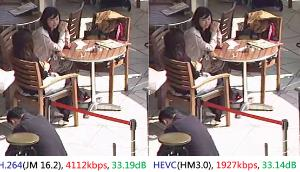 H.264(JM 16.2), 4112kbps, 33.19dB
HEVC(HM3.0), 1927kbps, 33.14dB